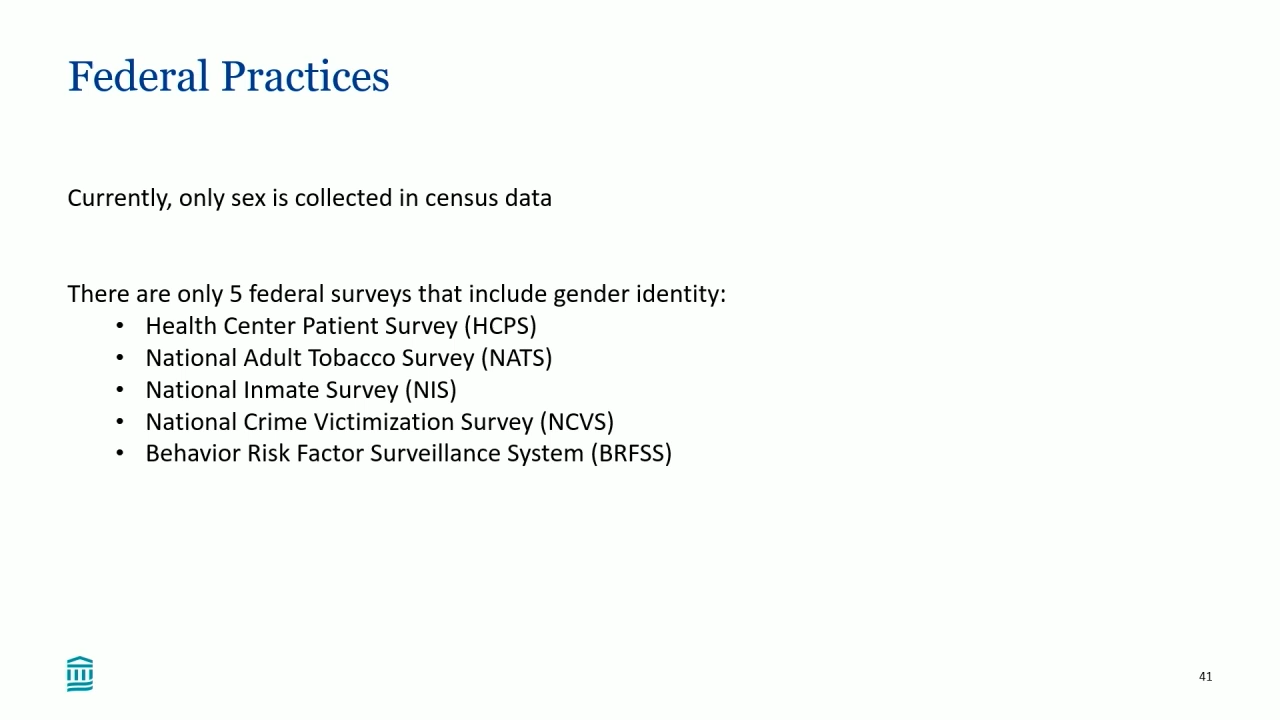 Federal Practices
Currently, only sex is collected in census data
There are only 5 federal surveys that include gender identity:
• Health Center Patient Survey (HCPS)
• National Adult Tobacco Survey (NATS)
• National Inmate Survey (NIS)
• National Crime Victimization Survey (NCVS)
• Behavior Risk Factor Surveillance System (BRFSS)
41